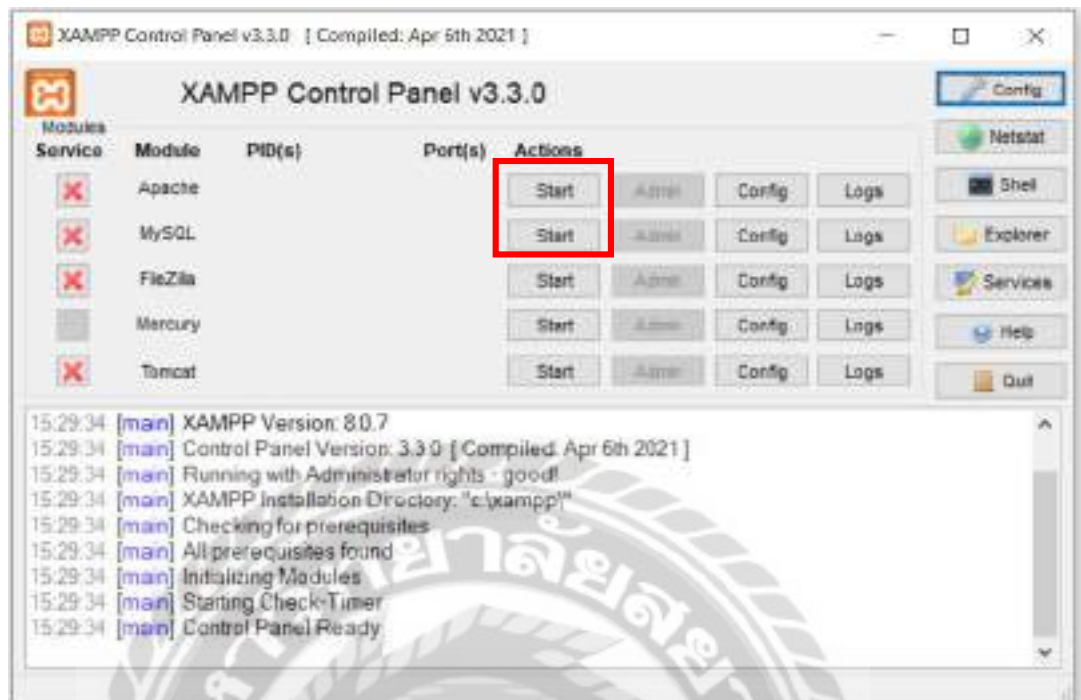 XAMPP Control Panel v3.3.0 [ Compiled: Apr 6th 2021 ]
XAMPP Control Panel v3.3.0
Config
Netstat
Modules
Service Module PID(s) Port(s) Actions
Apache Start Admin Config Logs
Shell
MySQL Start Admin Config Logs
Explorer
FileZilla Start Admin Config Logs
Services
Mercury Start Admin Config Logs
Help
Tomcat Start Admin Config Logs
Quit
15:29:34 [main] XAMPP Version: 8.0.7
15:29:34 [main] Control Panel Version: 3.3.0 [ Compiled: Apr 6th 2021 ]
15:29:34 [main] Running with Administrator rights - good!
15:29:34 [main] XAMPP Installation Directory: "c:\xampp\"
15:29:34 [main] Checking for prerequisites
15:29:34 [main] All prerequisites found
15:29:34 [main] Initializing Modules
15:29:34 [main] Starting Check-Timer
15:29:34 [main] Control Panel Ready